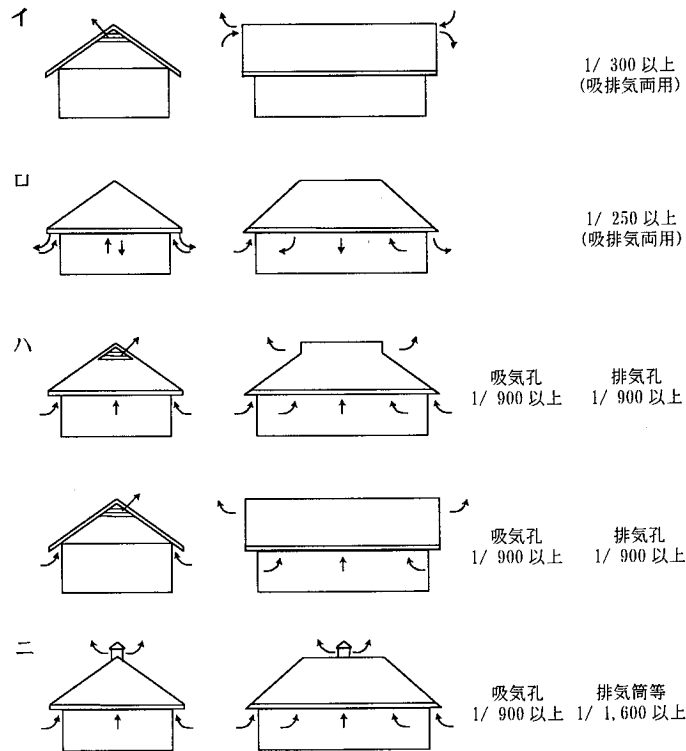 イ
1/ 300 以上
(吸排気両用)
ロ
1/ 250 以上
(吸排気両用)
ハ
吸気孔 排気孔
1/ 900 以上 1/ 900 以上
吸気孔 排気孔
1/ 900 以上 1/ 900 以上
ニ
吸気孔 排気筒等
1/ 900 以上 1/ 1,600 以上